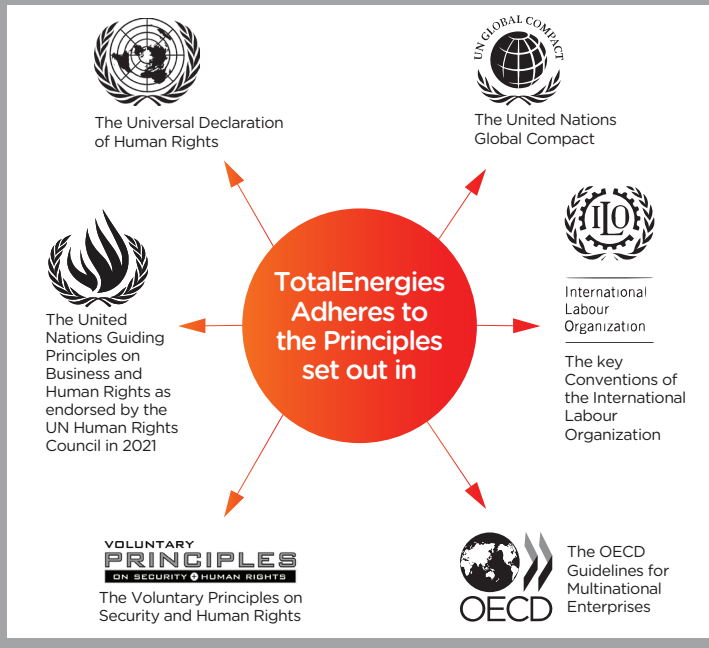 The Universal Declaration
of Human Rights
UN GLOBAL COMPACT
The United Nations
Global Compact
TotalEnergies
Adheres to
the Principles
set out in
The United
Nations Guiding
Principles on
Business and
Human Rights as
endorsed by the
UN Human Rights
Council in 2021
ILO
International
Labour
Organization
The key
Conventions of
the International
Labour
Organization
VOLUNTARY
PRINCIPLES
ON SECURITY + HUMAN RIGHTS
The Voluntary Principles on
Security and Human Rights
OECD
The OECD
Guidelines for
Multinational
Enterprises